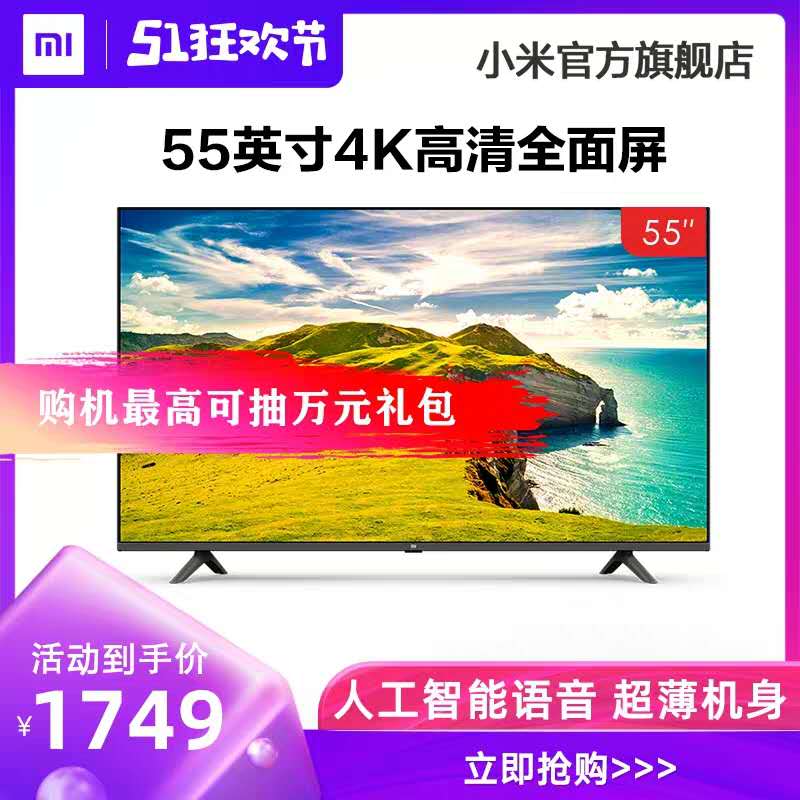 mi
51狂欢节
小米官方旗舰店
55英寸4K高清全面屏
55"
购机最高可抽万元礼包
活动到手价
¥1749
人工智能语音 超薄机身
立即抢购>>>